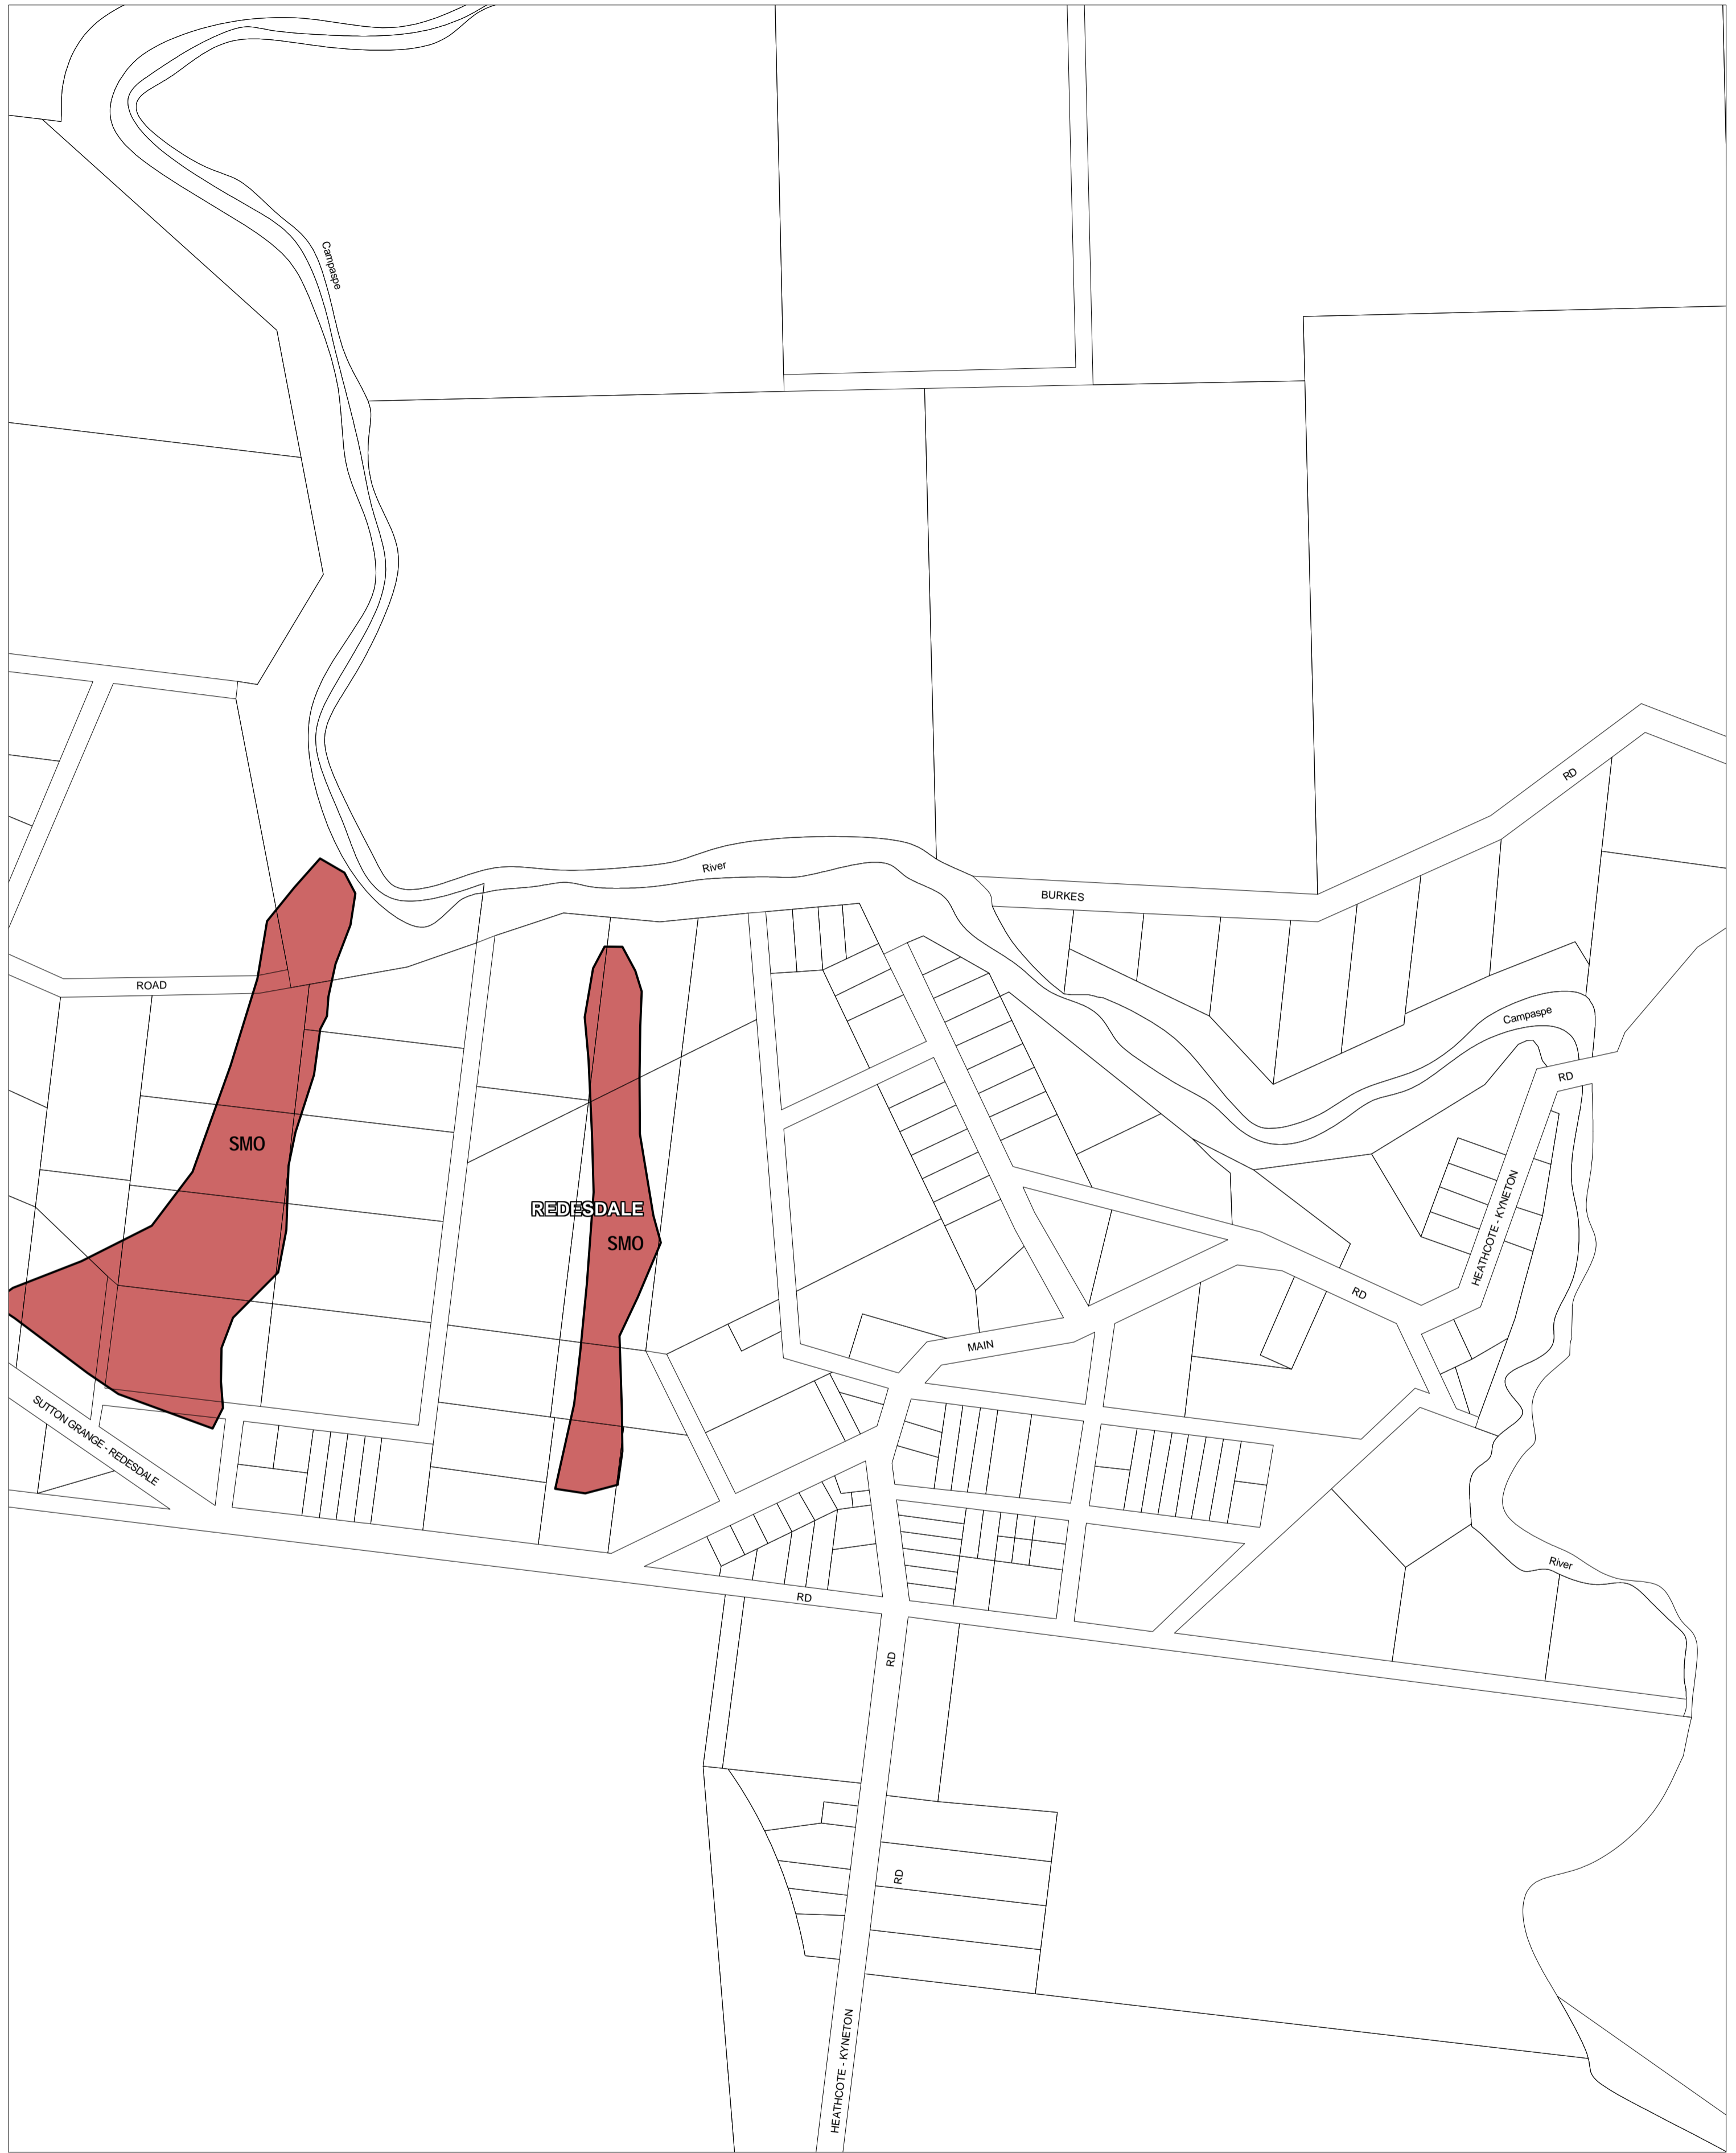 Campaspe
RD
River
BURKES
ROAD
Campaspe
RD
SMO
HEATHCOTE - KYNETON
REDESDALE
SMO
RD
MAIN
SUTTON GRANGE - REDESDALE
River
RD
RD
RD
HEATHCOTE - KYNETON